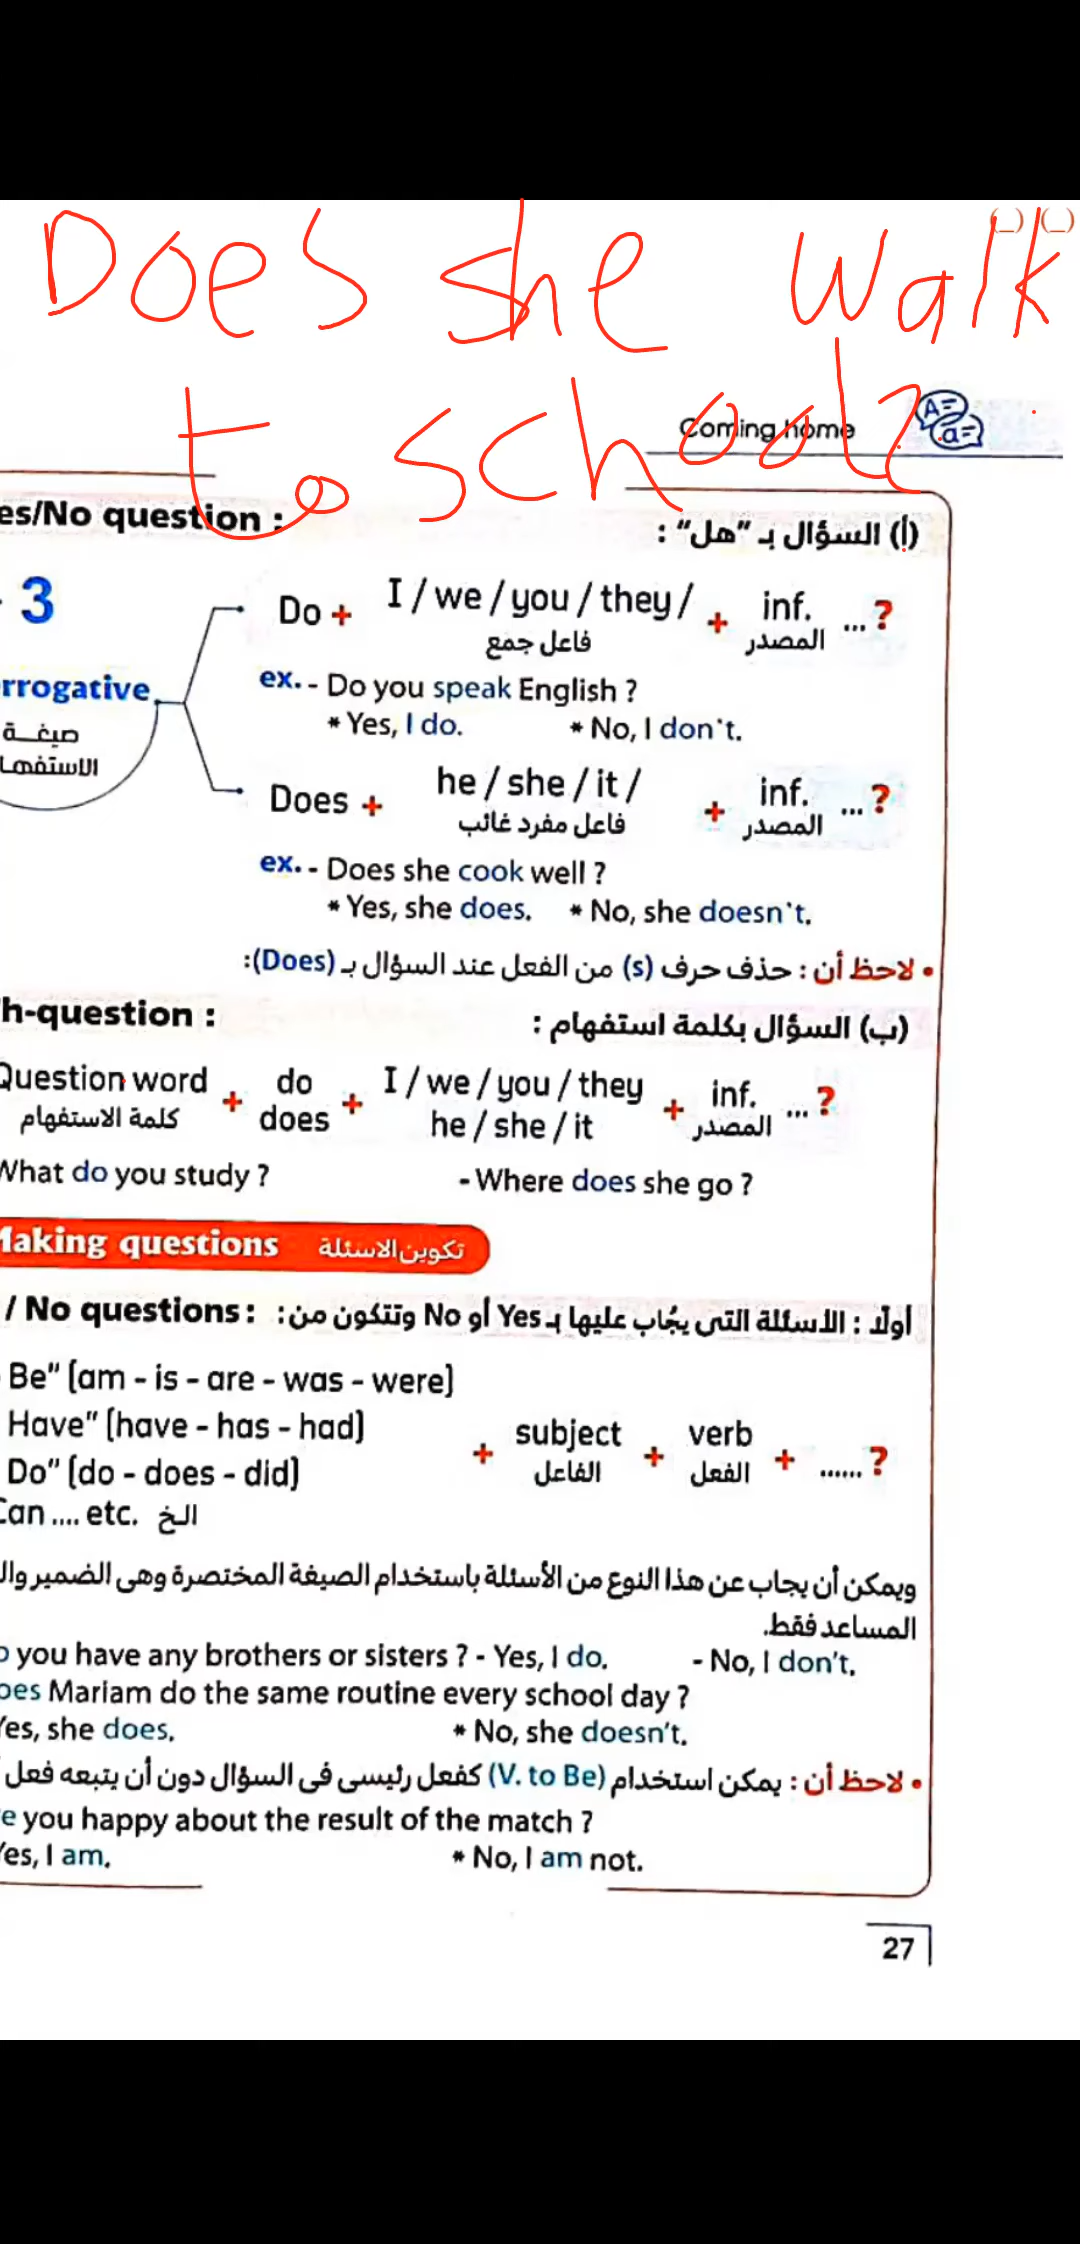 Does she walk
to school?
Coming home
A=
a=
es/No question :
(أ) السؤال بـ "هل" :
3
Do + I / we / you / they / + inf. ... ?
فاعل جمع المصدر
rrogative
صيغـــة
ex. - Do you speak English ?
* Yes, I do. * No, I don't.
Does + he / she / it / + inf. ... ?
فاعل مفرد غائب المصدر
ex. - Does she cook well ?
* Yes, she does. * No, she doesn't.
• لاحظ أن : حذف حرف (s) من الفعل عند السؤال بـ (Does):
h-question :
(ب) السؤال بكلمة استفهام :
Question word + do + I / we / you / they + inf. ... ?
كلمة الاستفهام does he / she / it المصدر
What do you study ? - Where does she go ?
Making questions تكوين الاسئلة
/ No questions : أولًا : الأسئلة التى يجُاب عليها بـ Yes أو No وتتكون من:
Be" (am - is - are - was - were)
Have" (have - has - had)
+ subject + verb + ...... ?
الفاعل الفعل
Do" (do - does - did)
Can .... etc. الخ
ويمكن أن يجاب عن هذا النوع من الأسئلة باستخدام الصيغة المختصرة وهى الضمير وال
المساعد فقط.
you have any brothers or sisters ? - Yes, I do. - No, I don't.
oes Mariam do the same routine every school day ?
Yes, she does. * No, she doesn't.
• لاحظ أن : يمكن استخدام (V. to Be) كفعل رئيسى فى السؤال دون أن يتبعه فعل
e you happy about the result of the match ?
Yes, I am. * No, I am not.
27